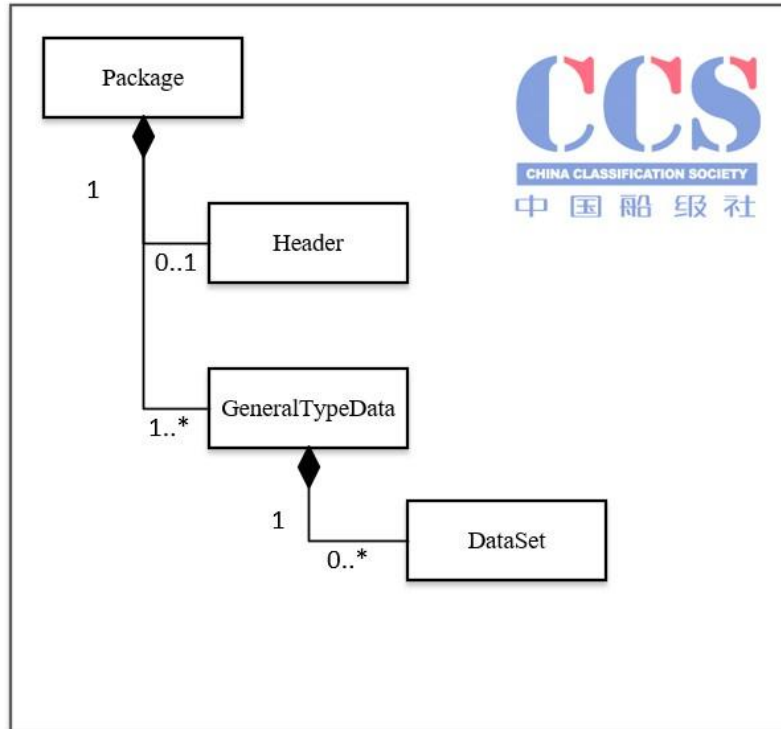 Package
CCS
CHINA CLASSIFICATION SOCIETY
中国船级社
1
Header
0..1
GeneralTypeData
1..*
1
DataSet
0..*